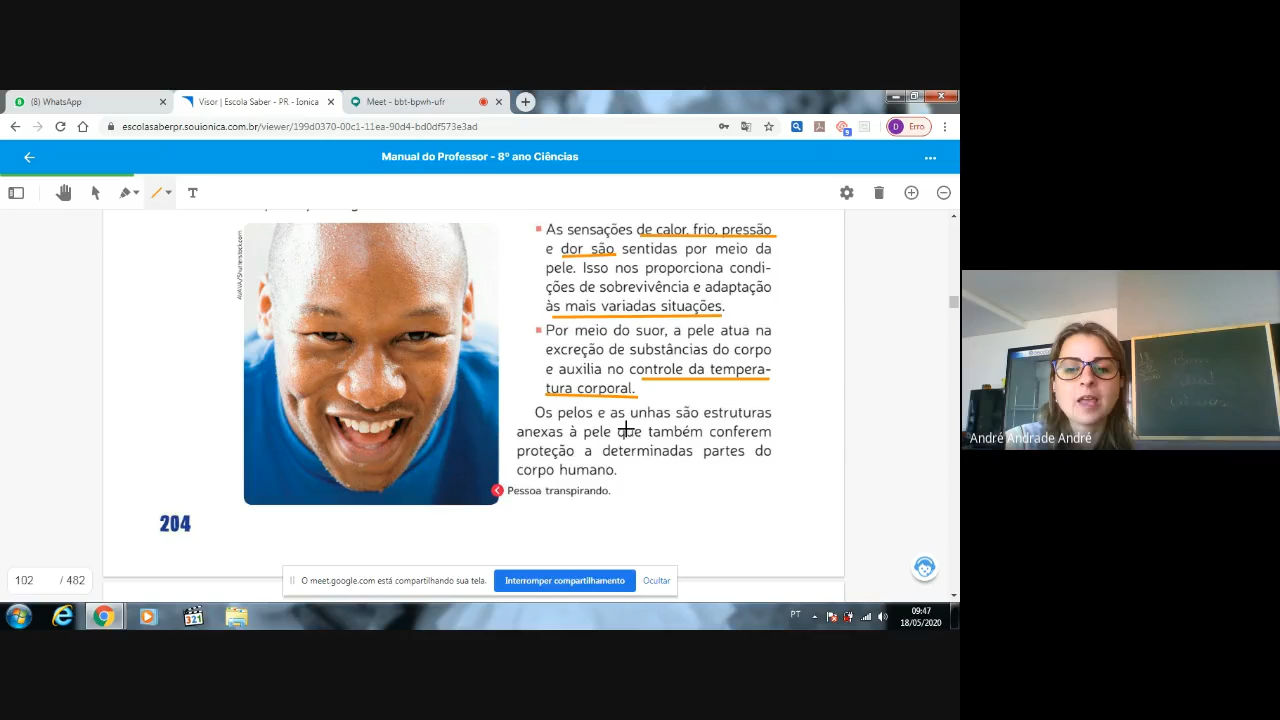 (8) WhatsApp
Visor | Escola Saber - PR - Ionica
Meet - bbt-bpwh-ufr
escolasaberpr.souionica.com.br/viewer/199d0370-00c1-11ea-90d4-bd0df573e3ad
D Erro
Manual do Professor - 8º ano Ciências
T
AVAVA/Shutterstock.com
As sensações de calor, frio, pressão
e dor são sentidas por meio da
pele. Isso nos proporciona condi-
ções de sobrevivência e adaptação
às mais variadas situações.
Por meio do suor, a pele atua na
excreção de substâncias do corpo
e auxilia no controle da tempera-
tura corporal.
Os pelos e as unhas são estruturas
anexas à pele que também conferem
proteção a determinadas partes do
corpo humano.
Pessoa transpirando.
204
102 / 482
O meet.google.com está compartilhando sua tela.
Interromper compartilhamento
Ocultar
321
PT
09:47
18/05/2020
André Andrade André